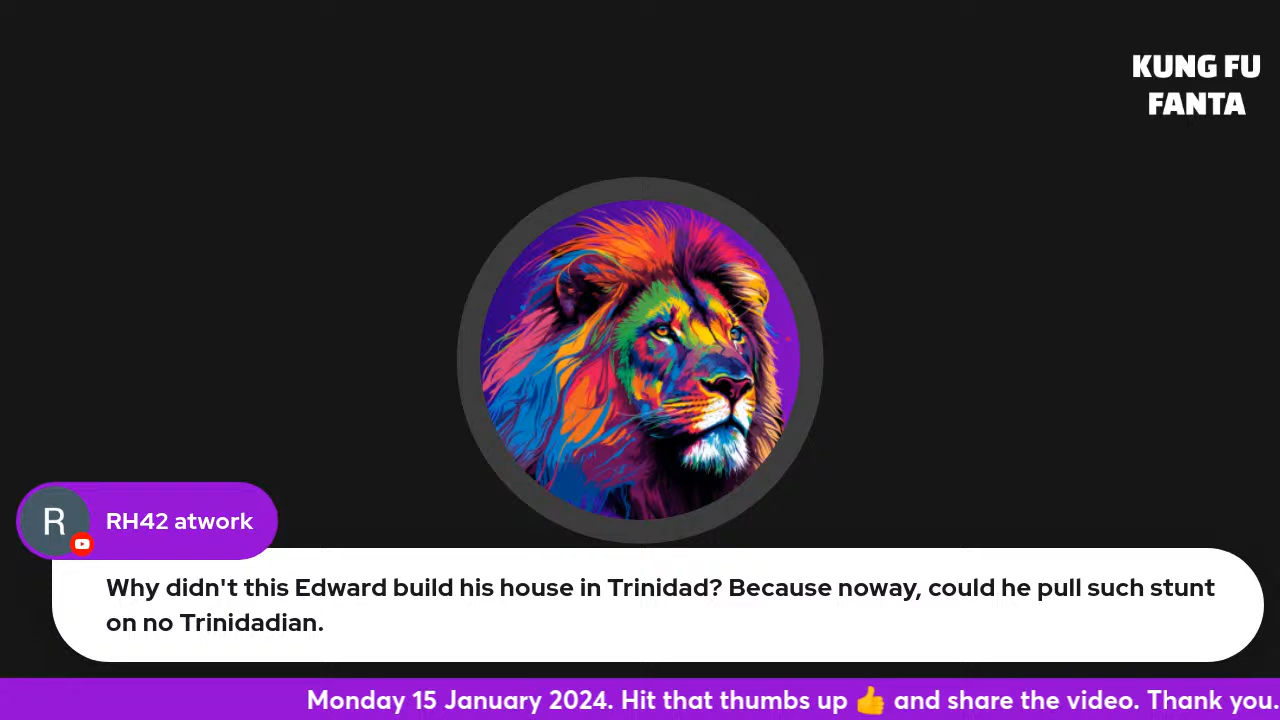 KUNG FU
FANTA
R
RH42 atwork
Why didn't this Edward build his house in Trinidad? Because noway, could he pull such stunt
on no Trinidadian.
Monday 15 January 2024. Hit that thumbs up 👍 and share the video. Thank you.